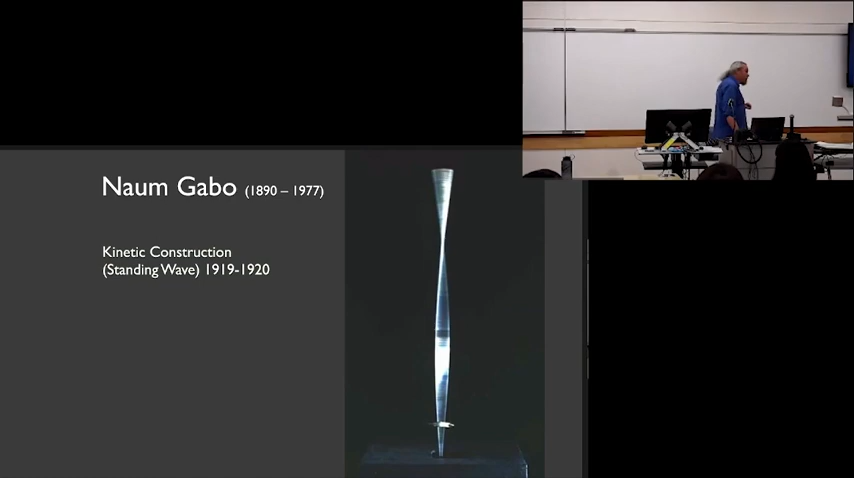 Naum Gabo (1890 – 1977)
Kinetic Construction
(Standing Wave) 1919-1920